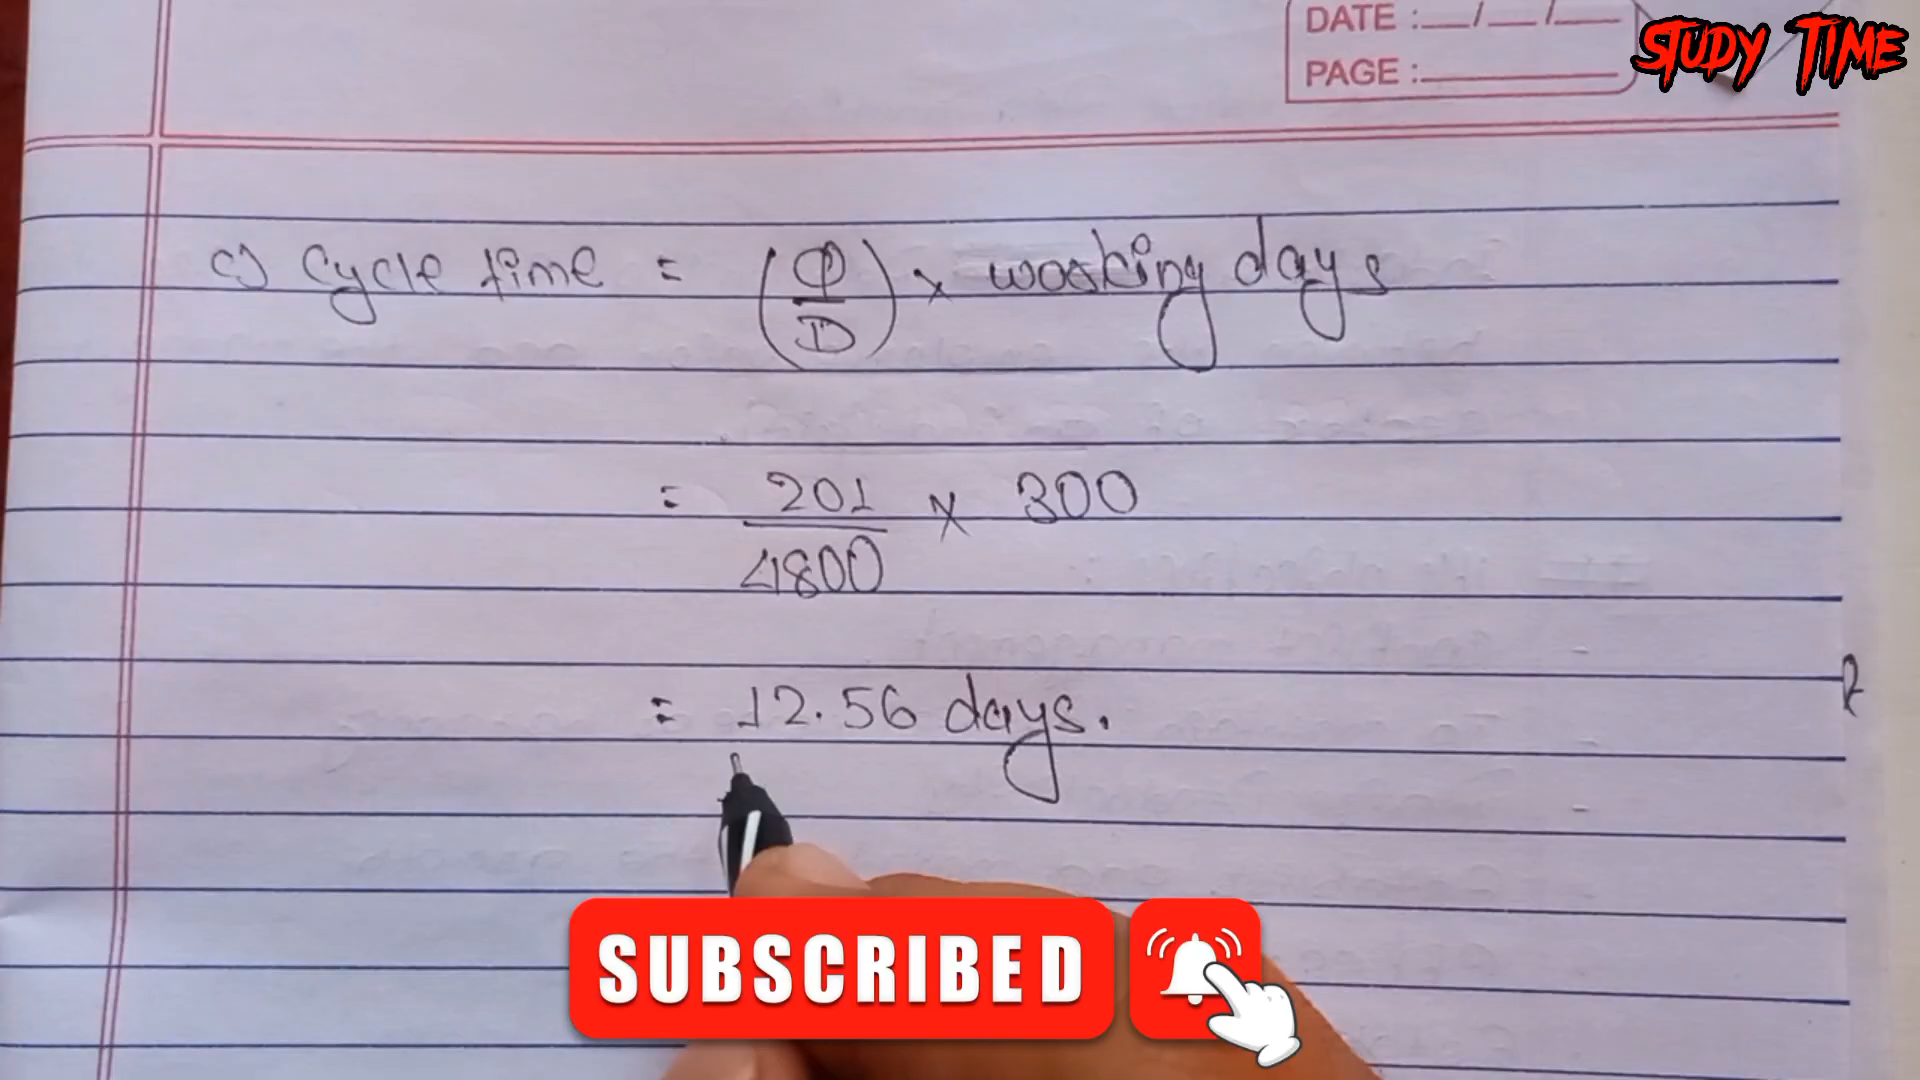 DATE :__/__/__
PAGE :______
STUDY TIME
c) Cycle time = (Q/D) × working days
= 201/4800 × 300
= 12.56 days.
SUBSCRIBED